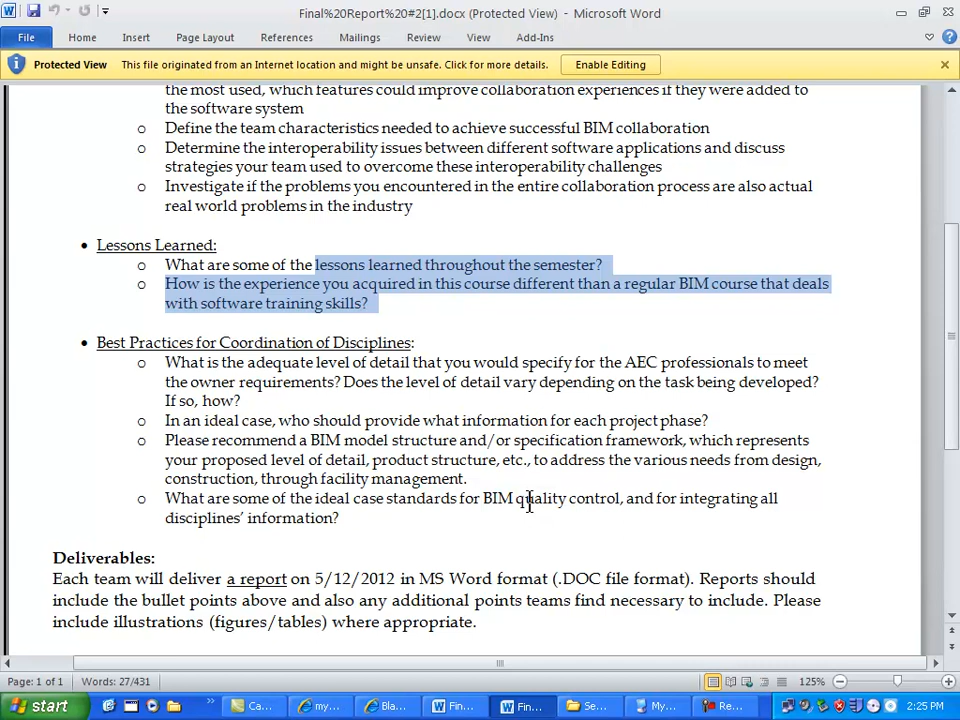 Final%20Report%20#2[1].docx (Protected View) - Microsoft Word
File Home Insert Page Layout References Mailings Review View Add-Ins
Protected View This file originated from an Internet location and might be unsafe. Click for more details. Enable Editing
the most used, which features could improve collaboration experiences if they were added to
the software system
o Define the team characteristics needed to achieve successful BIM collaboration
o Determine the interoperability issues between different software applications and discuss
strategies your team used to overcome these interoperability challenges
o Investigate if the problems you encountered in the entire collaboration process are also actual
real world problems in the industry
• Lessons Learned:
o What are some of the lessons learned throughout the semester?
o How is the experience you acquired in this course different than a regular BIM course that deals
with software training skills?
• Best Practices for Coordination of Disciplines:
o What is the adequate level of detail that you would specify for the AEC professionals to meet
the owner requirements? Does the level of detail vary depending on the task being developed?
If so, how?
o In an ideal case, who should provide what information for each project phase?
o Please recommend a BIM model structure and/or specification framework, which represents
your proposed level of detail, product structure, etc., to address the various needs from design,
construction, through facility management.
o What are some of the ideal case standards for BIM quality control, and for integrating all
disciplines' information?
Deliverables:
Each team will deliver a report on 5/12/2012 in MS Word format (.DOC file format). Reports should
include the bullet points above and also any additional points teams find necessary to include. Please
include illustrations (figures/tables) where appropriate.
Page: 1 of 1 Words: 27/431 125%
start Ca... my... Bla... Fin... Fin... Se... My... Re... 2:25 PM